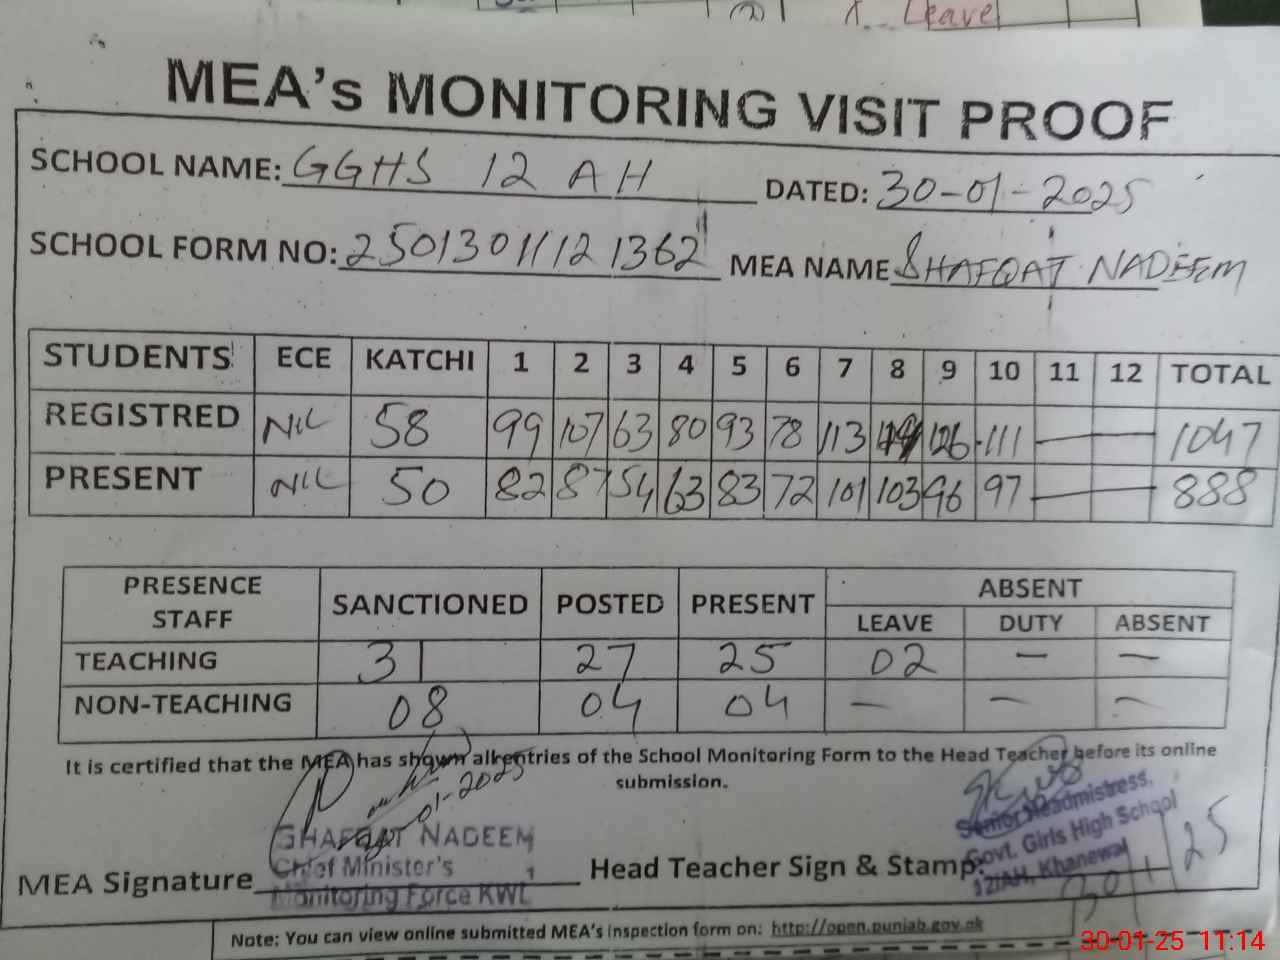 Leave
MEA's MONITORING VISIT PROOF
SCHOOL NAME: GGHS 12 AH DATED: 30-01-2025
SCHOOL FORM NO: 2501301112 1362 MEA NAME SHAFQAT NADEEM
STUDENTS ECE KATCHI 1 2 3 4 5 6 7 8 9 10 11 12 TOTAL
REGISTRED NIL 58 99 107 63 80 93 78 113 126 111 — 1047
PRESENT NIL 50 82 87 54 63 83 72 101 103 96 97 — 888
PRESENCE STAFF SANCTIONED POSTED PRESENT ABSENT
LEAVE DUTY ABSENT
TEACHING 31 27 25 02 — —
NON-TEACHING 08 04 04 — — —
It is certified that the MEA has shown all entries of the School Monitoring Form to the Head Teacher before its online
submission.
01-2025
SHAFQAT NADEEM
Chief Minister's
Monitoring Force KWL
MEA Signature
Head Teacher Sign & Stamp:
Senior Headmistress,
Govt. Girls High School
12/AH, Khanewal
30/1/25
Note: You can view online submitted MEA's inspection form on: http://open.punjab.gov.pk
30-01-25 11:14